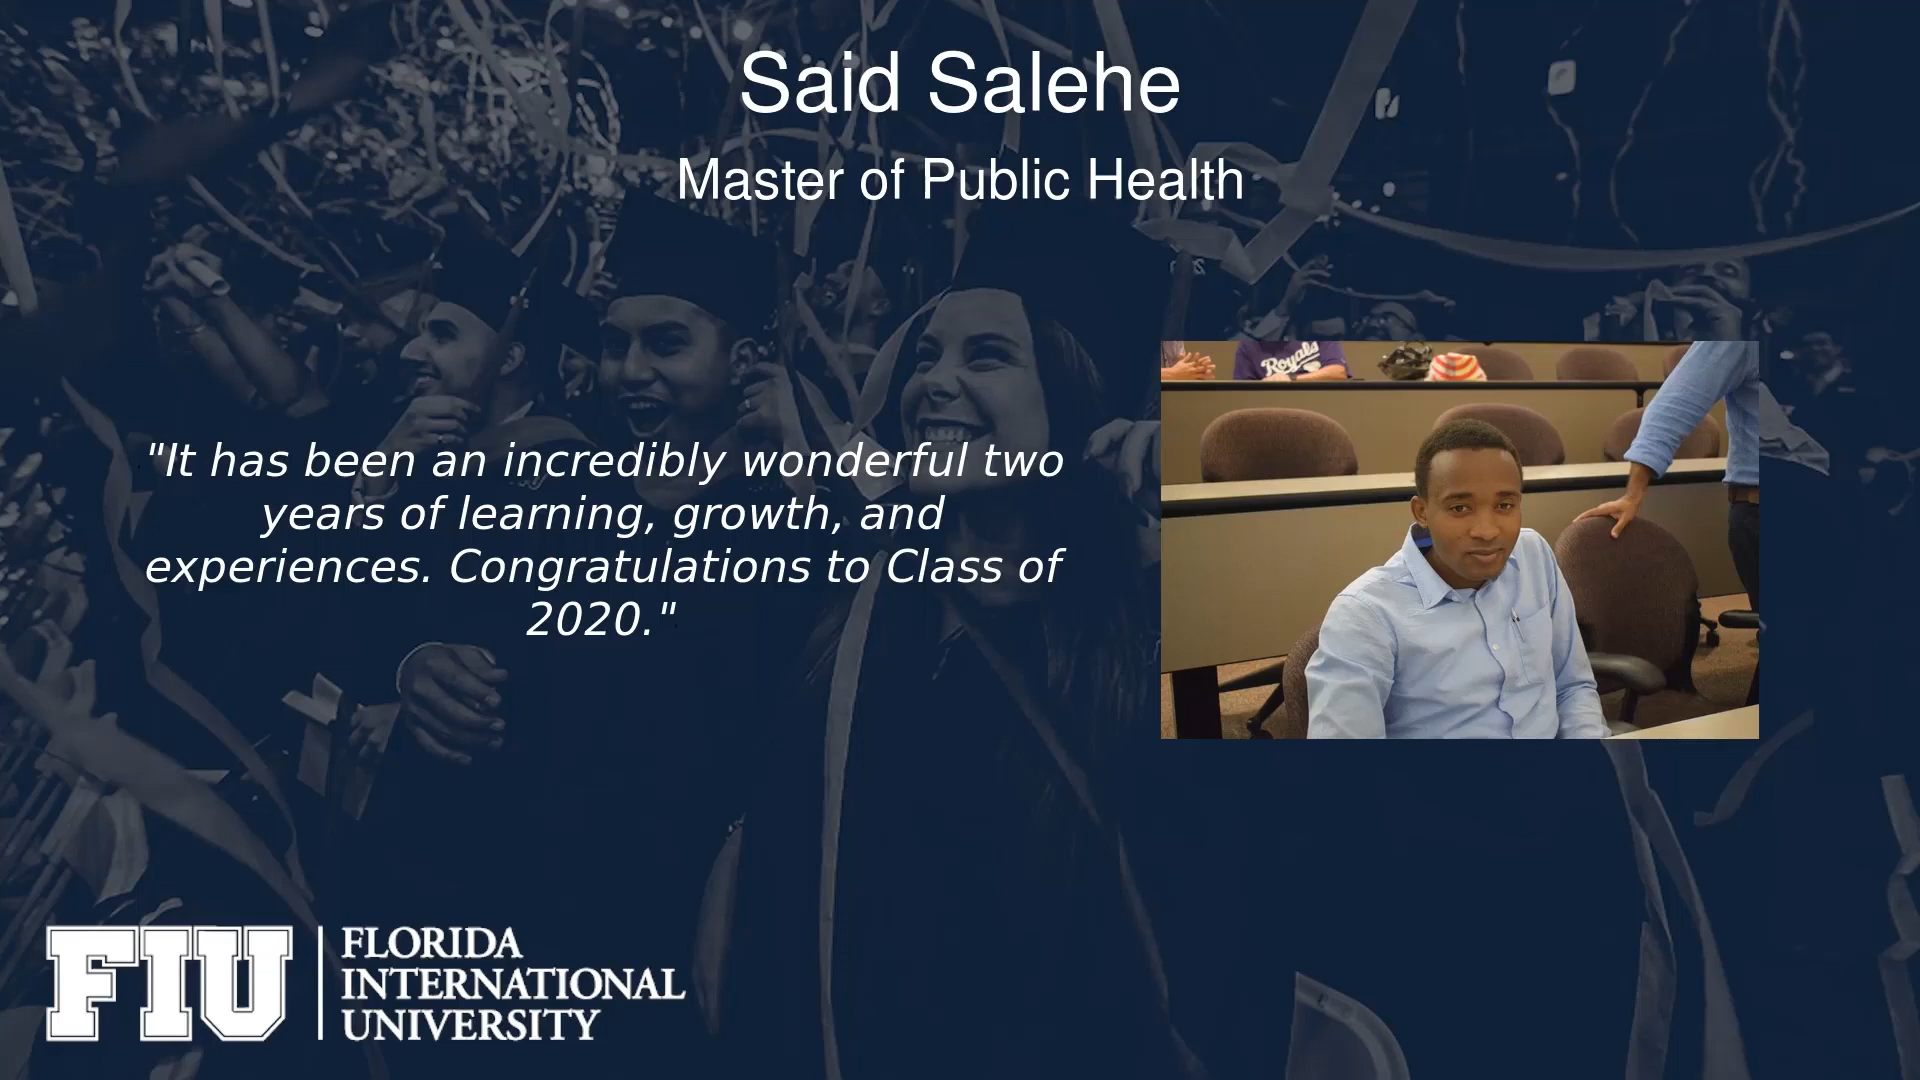 Said Salehe
Master of Public Health
Royals
"It has been an incredibly wonderful two
years of learning, growth, and
experiences. Congratulations to Class of
2020."
FIU
FLORIDA
INTERNATIONAL
UNIVERSITY